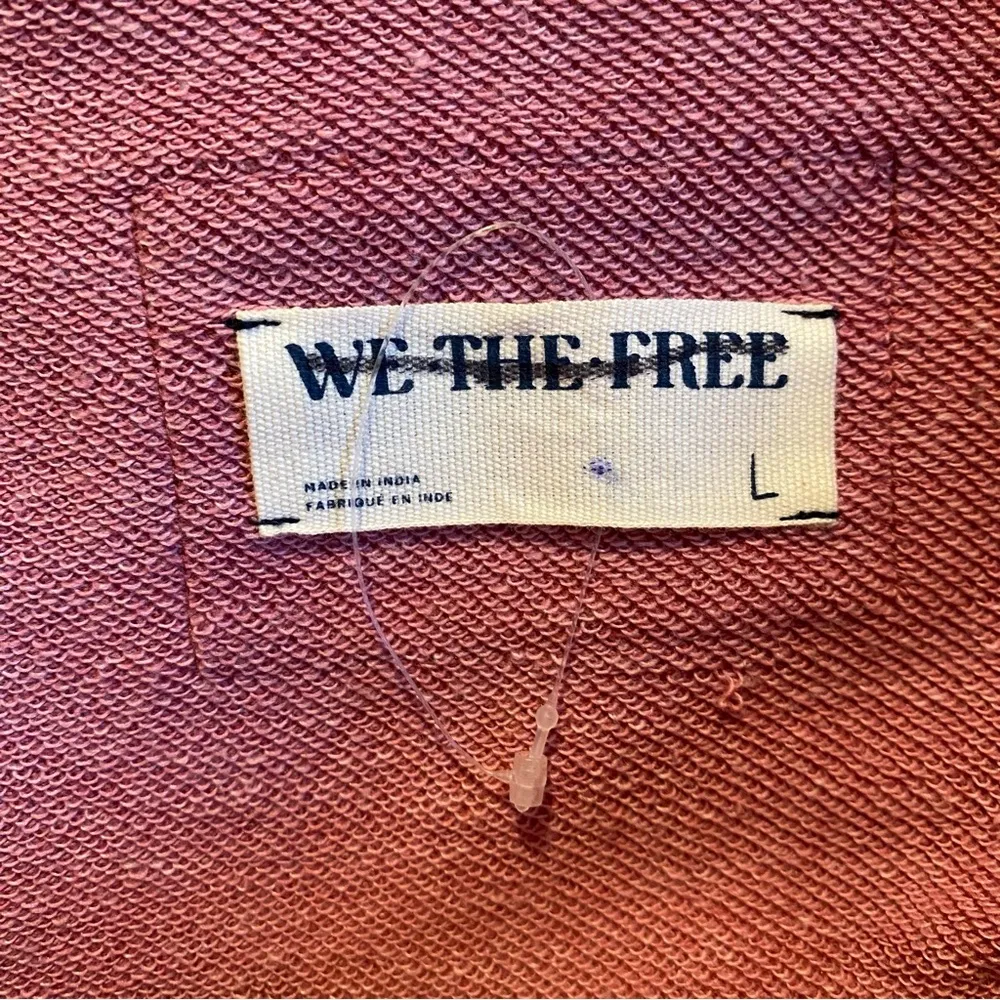 WE·THE·FREE
MADE IN INDIA
FABRIQUÉ EN INDE
L